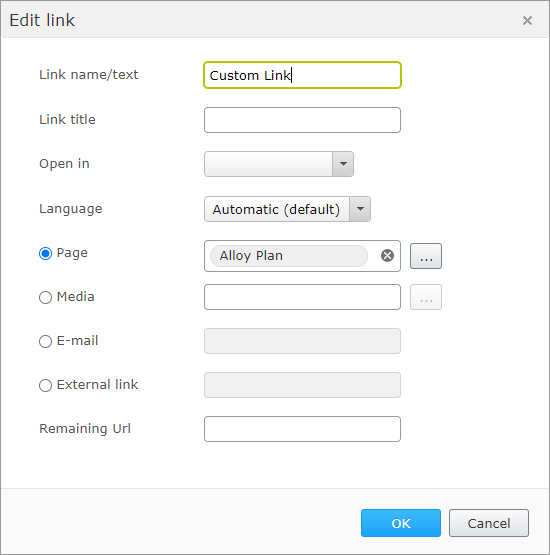 Edit link
Link name/text Custom Link
Link title
Open in
Language Automatic (default)
Page Alloy Plan ...
Media ...
E-mail
External link
Remaining Url
OK Cancel